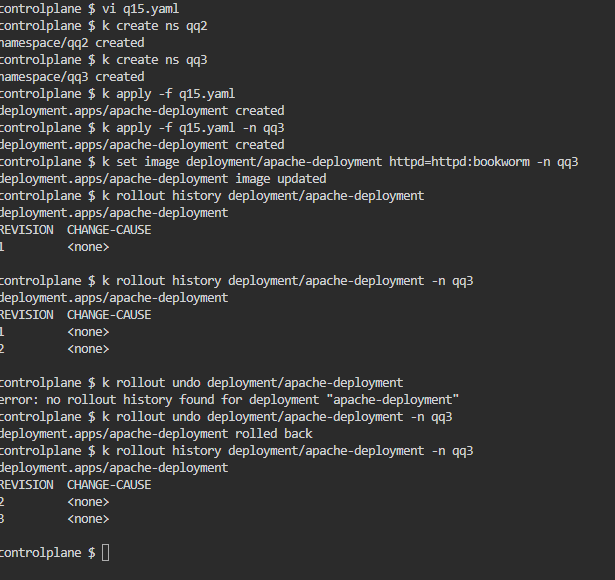 controlplane $ vi q15.yaml
controlplane $ k create ns qq2
namespace/qq2 created
controlplane $ k create ns qq3
namespace/qq3 created
controlplane $ k apply -f q15.yaml
deployment.apps/apache-deployment created
controlplane $ k apply -f q15.yaml -n qq3
deployment.apps/apache-deployment created
controlplane $ k set image deployment/apache-deployment httpd=httpd:bookworm -n qq3
deployment.apps/apache-deployment image updated
controlplane $ k rollout history deployment/apache-deployment
deployment.apps/apache-deployment
REVISION  CHANGE-CAUSE
1         <none>

controlplane $ k rollout history deployment/apache-deployment -n qq3
deployment.apps/apache-deployment
REVISION  CHANGE-CAUSE
1         <none>
2         <none>

controlplane $ k rollout undo deployment/apache-deployment
error: no rollout history found for deployment "apache-deployment"
controlplane $ k rollout undo deployment/apache-deployment -n qq3
deployment.apps/apache-deployment rolled back
controlplane $ k rollout history deployment/apache-deployment -n qq3
deployment.apps/apache-deployment
REVISION  CHANGE-CAUSE
2         <none>
3         <none>

controlplane $